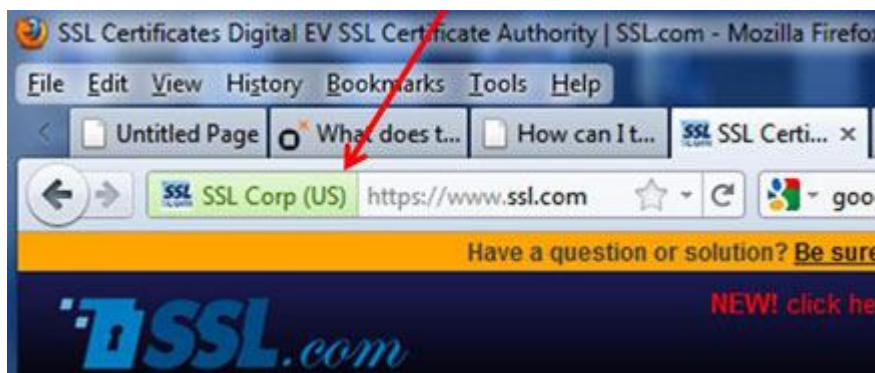 SSL Certificates Digital EV SSL Certificate Authority | SSL.com - Mozilla Firefo
File Edit View History Bookmarks Tools Help
Untitled Page What does t... How can I t... SSL SSL Certi... ×
SSL SSL Corp (US) https://www.ssl.com goo
Have a question or solution? Be sure
NEW! click he
SSL.com